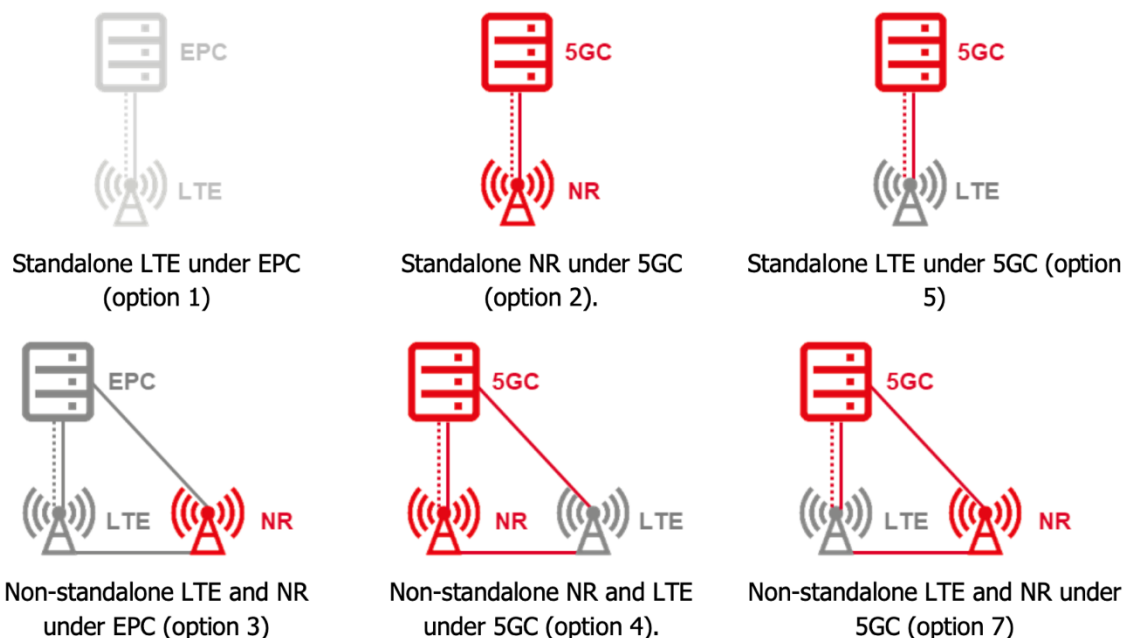 EPC
5GC
5GC
LTE
NR
LTE
Standalone LTE under EPC
(option 1)
Standalone NR under 5GC
(option 2).
Standalone LTE under 5GC (option
5)
EPC
5GC
5GC
LTE
NR
NR
LTE
LTE
NR
Non-standalone LTE and NR
under EPC (option 3)
Non-standalone NR and LTE
under 5GC (option 4).
Non-standalone LTE and NR under
5GC (option 7)